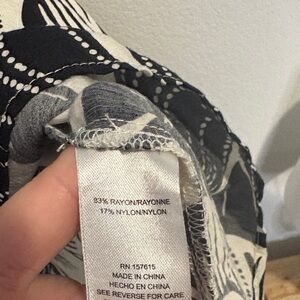 83% RAYON/RAYONNE
17% NYLON/NYLON
RN 157615
MADE IN CHINA
HECHO EN CHINA
SEE REVERSE FOR CARE